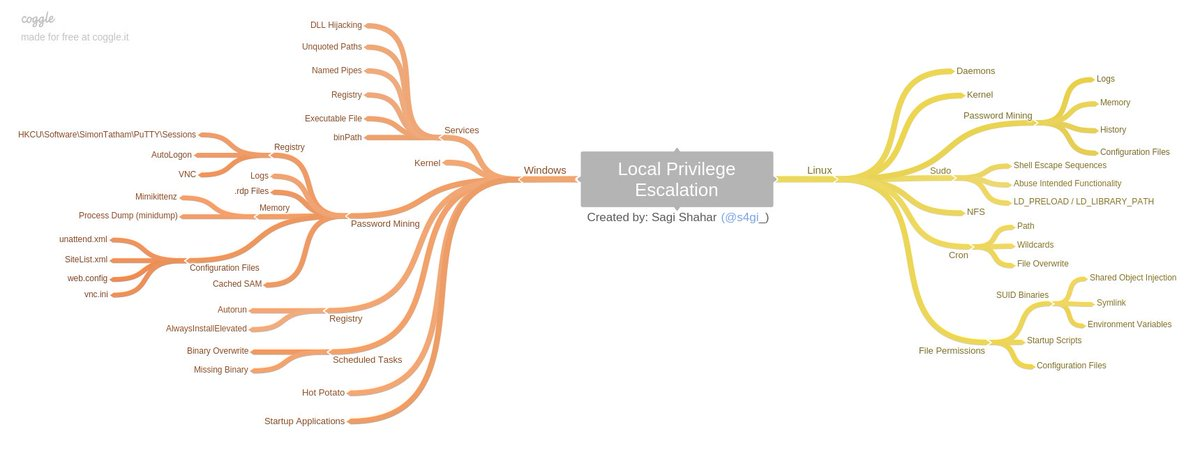 coggle
made for free at coggle.it
Local Privilege
Escalation
Created by: Sagi Shahar (@s4gi_)
Windows
Services
DLL Hijacking
Unquoted Paths
Named Pipes
Registry
Executable File
binPath
Kernel
Password Mining
Registry
HKCU\Software\SimonTatham\PuTTY\Sessions
AutoLogon
VNC
Logs
.rdp Files
Memory
Mimikittenz
Process Dump (minidump)
Configuration Files
unattend.xml
SiteList.xml
web.config
vnc.ini
Cached SAM
Registry
Autorun
AlwaysInstallElevated
Scheduled Tasks
Binary Overwrite
Missing Binary
Hot Potato
Startup Applications
Linux
Daemons
Kernel
Password Mining
Logs
Memory
History
Configuration Files
Sudo
Shell Escape Sequences
Abuse Intended Functionality
LD_PRELOAD / LD_LIBRARY_PATH
NFS
Cron
Path
Wildcards
File Overwrite
File Permissions
SUID Binaries
Shared Object Injection
Symlink
Environment Variables
Startup Scripts
Configuration Files